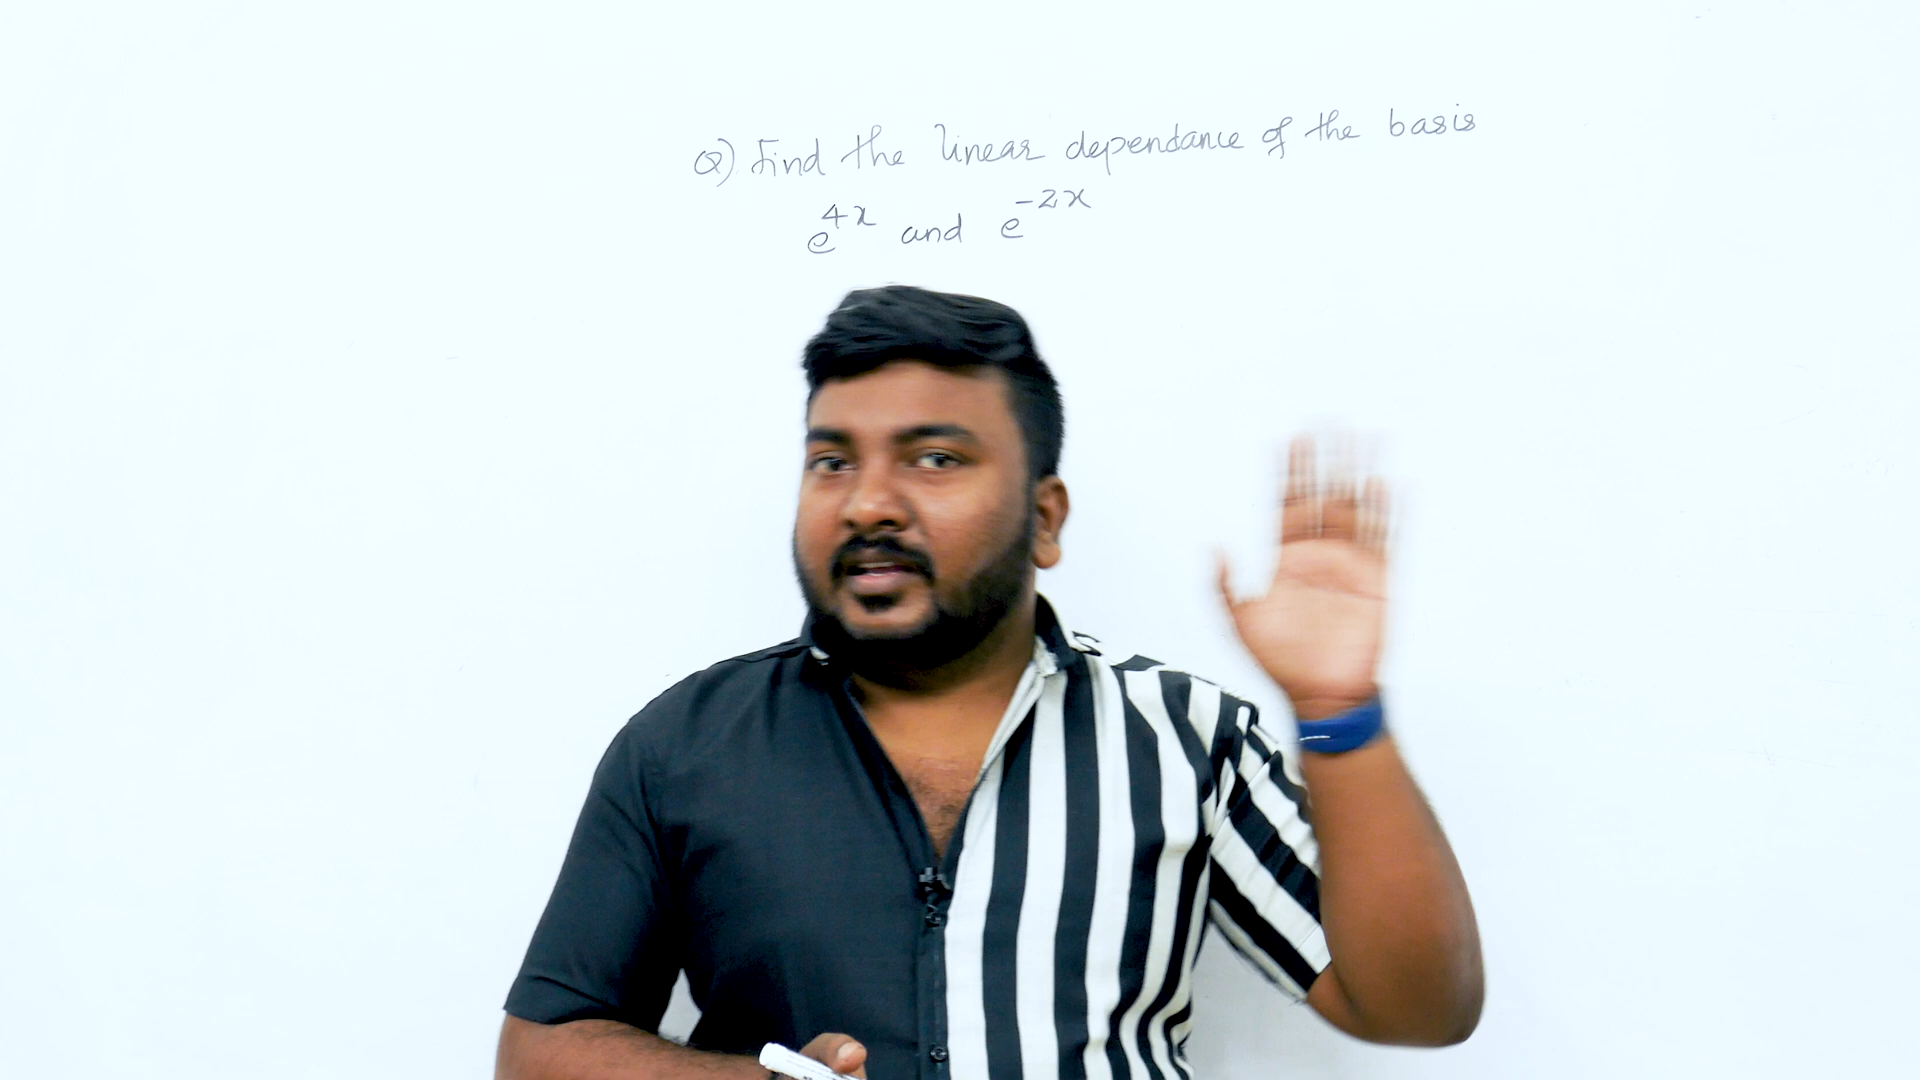 Q) Find the linear dependance of the basis
e^{4x} and e^{-2x}